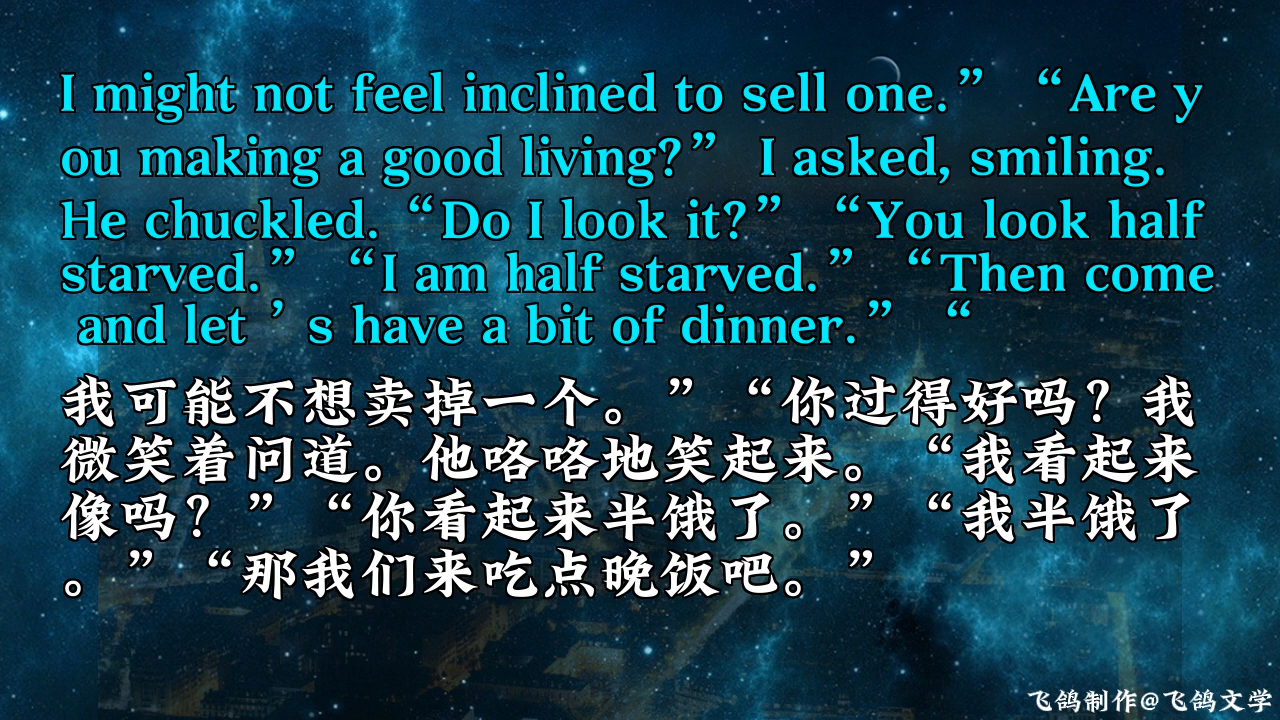 I might not feel inclined to sell one.” “Are y
ou making a good living?” I asked, smiling.
He chuckled. “Do I look it?” “You look half
starved.” “I am half starved.” “Then come
and let’s have a bit of dinner.” “
我可能不想卖掉一个。”“你过得好吗？我
微笑着问道。他咯咯地笑起来。“我看起来
像吗？”“你看起来半饿了。”“我半饿了
。”“那我们来吃点晚饭吧。”
飞鸽制作@飞鸽文学